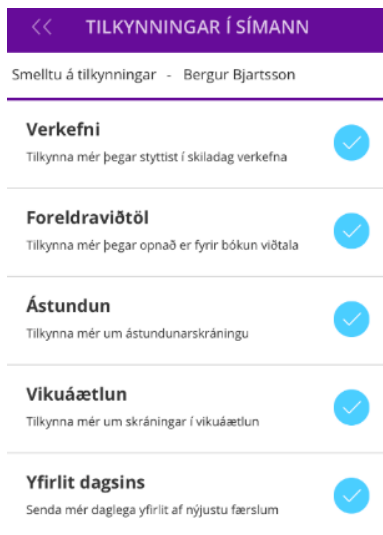 << TILKYNNINGAR Í SÍMANN
Smelltu á tilkynningar - Bergur Bjartsson
Verkefni
Tilkynna mér þegar styttist í skiladag verkefna
Foreldraviðtöl
Tilkynna mér þegar opnað er fyrir bókun viðtala
Ástundun
Tilkynna mér um ástundunarskráningu
Vikuáætlun
Tilkynna mér um skráningar í vikuáætlun
Yfirlit dagsins
Senda mér daglega yfirlit af nýjustu færslum